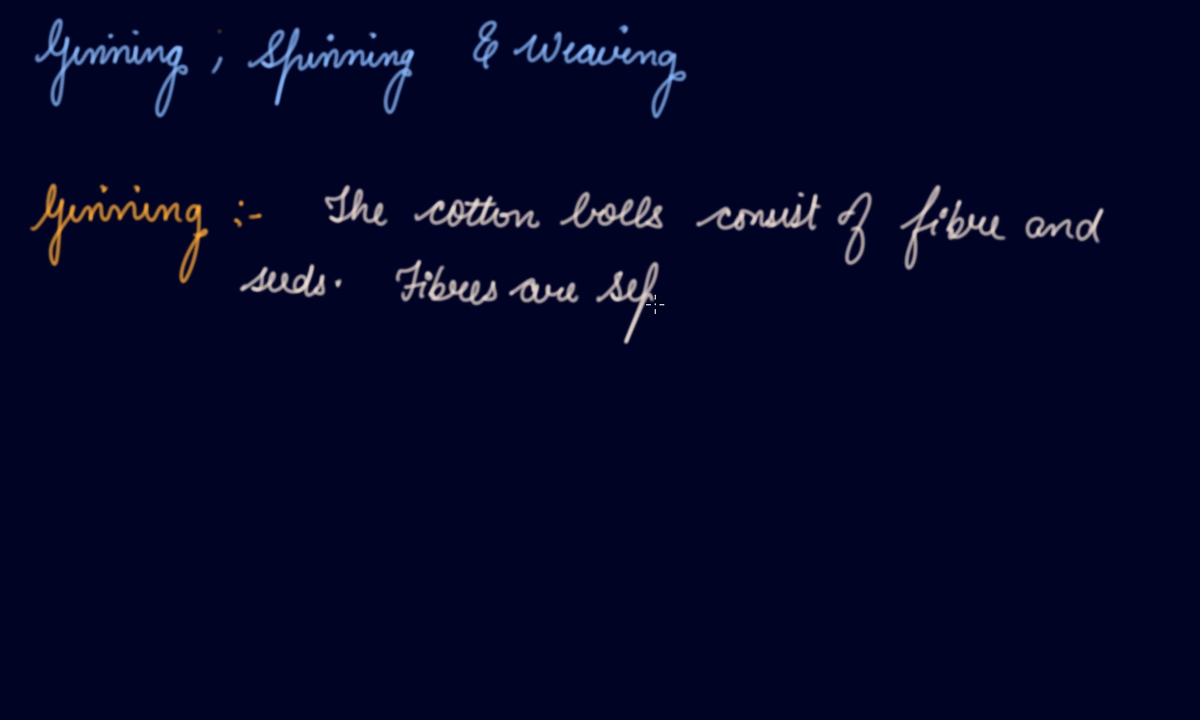 Ginning, Spinning & Weaving
Ginning :- The cotton bolls consist of fibre and
seeds. Fibres are sep